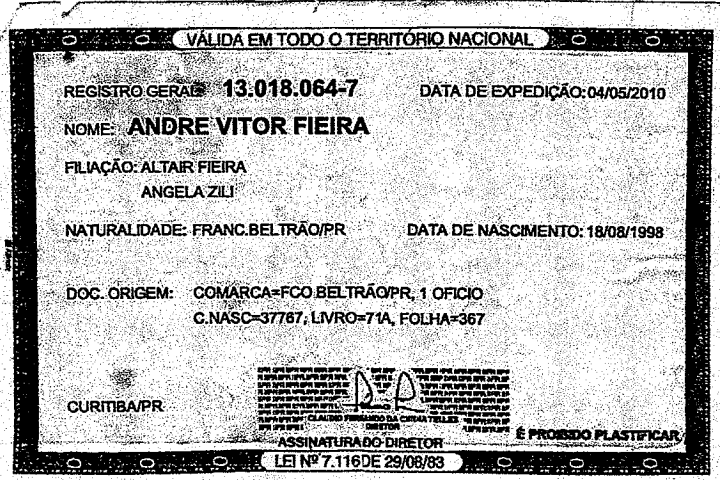 VÁLIDA EM TODO O TERRITÓRIO NACIONAL
REGISTRO GERAL: 13.018.064-7 DATA DE EXPEDIÇÃO: 04/05/2010
NOME: ANDRE VITOR FIEIRA
FILIAÇÃO: ALTAIR FIEIRA
ANGELA ZILI
NATURALIDADE: FRANC.BELTRÃO/PR DATA DE NASCIMENTO: 18/08/1998
DOC. ORIGEM: COMARCA=FCO BELTRÃO/PR, 1 OFICIO
C.NASC=37767, LIVRO=71A, FOLHA=367
CURITIBA/PR
DIRETOR
É PROIBIDO PLASTIFICAR
ASSINATURA DO DIRETOR
LEI Nº 7.116 DE 29/08/83